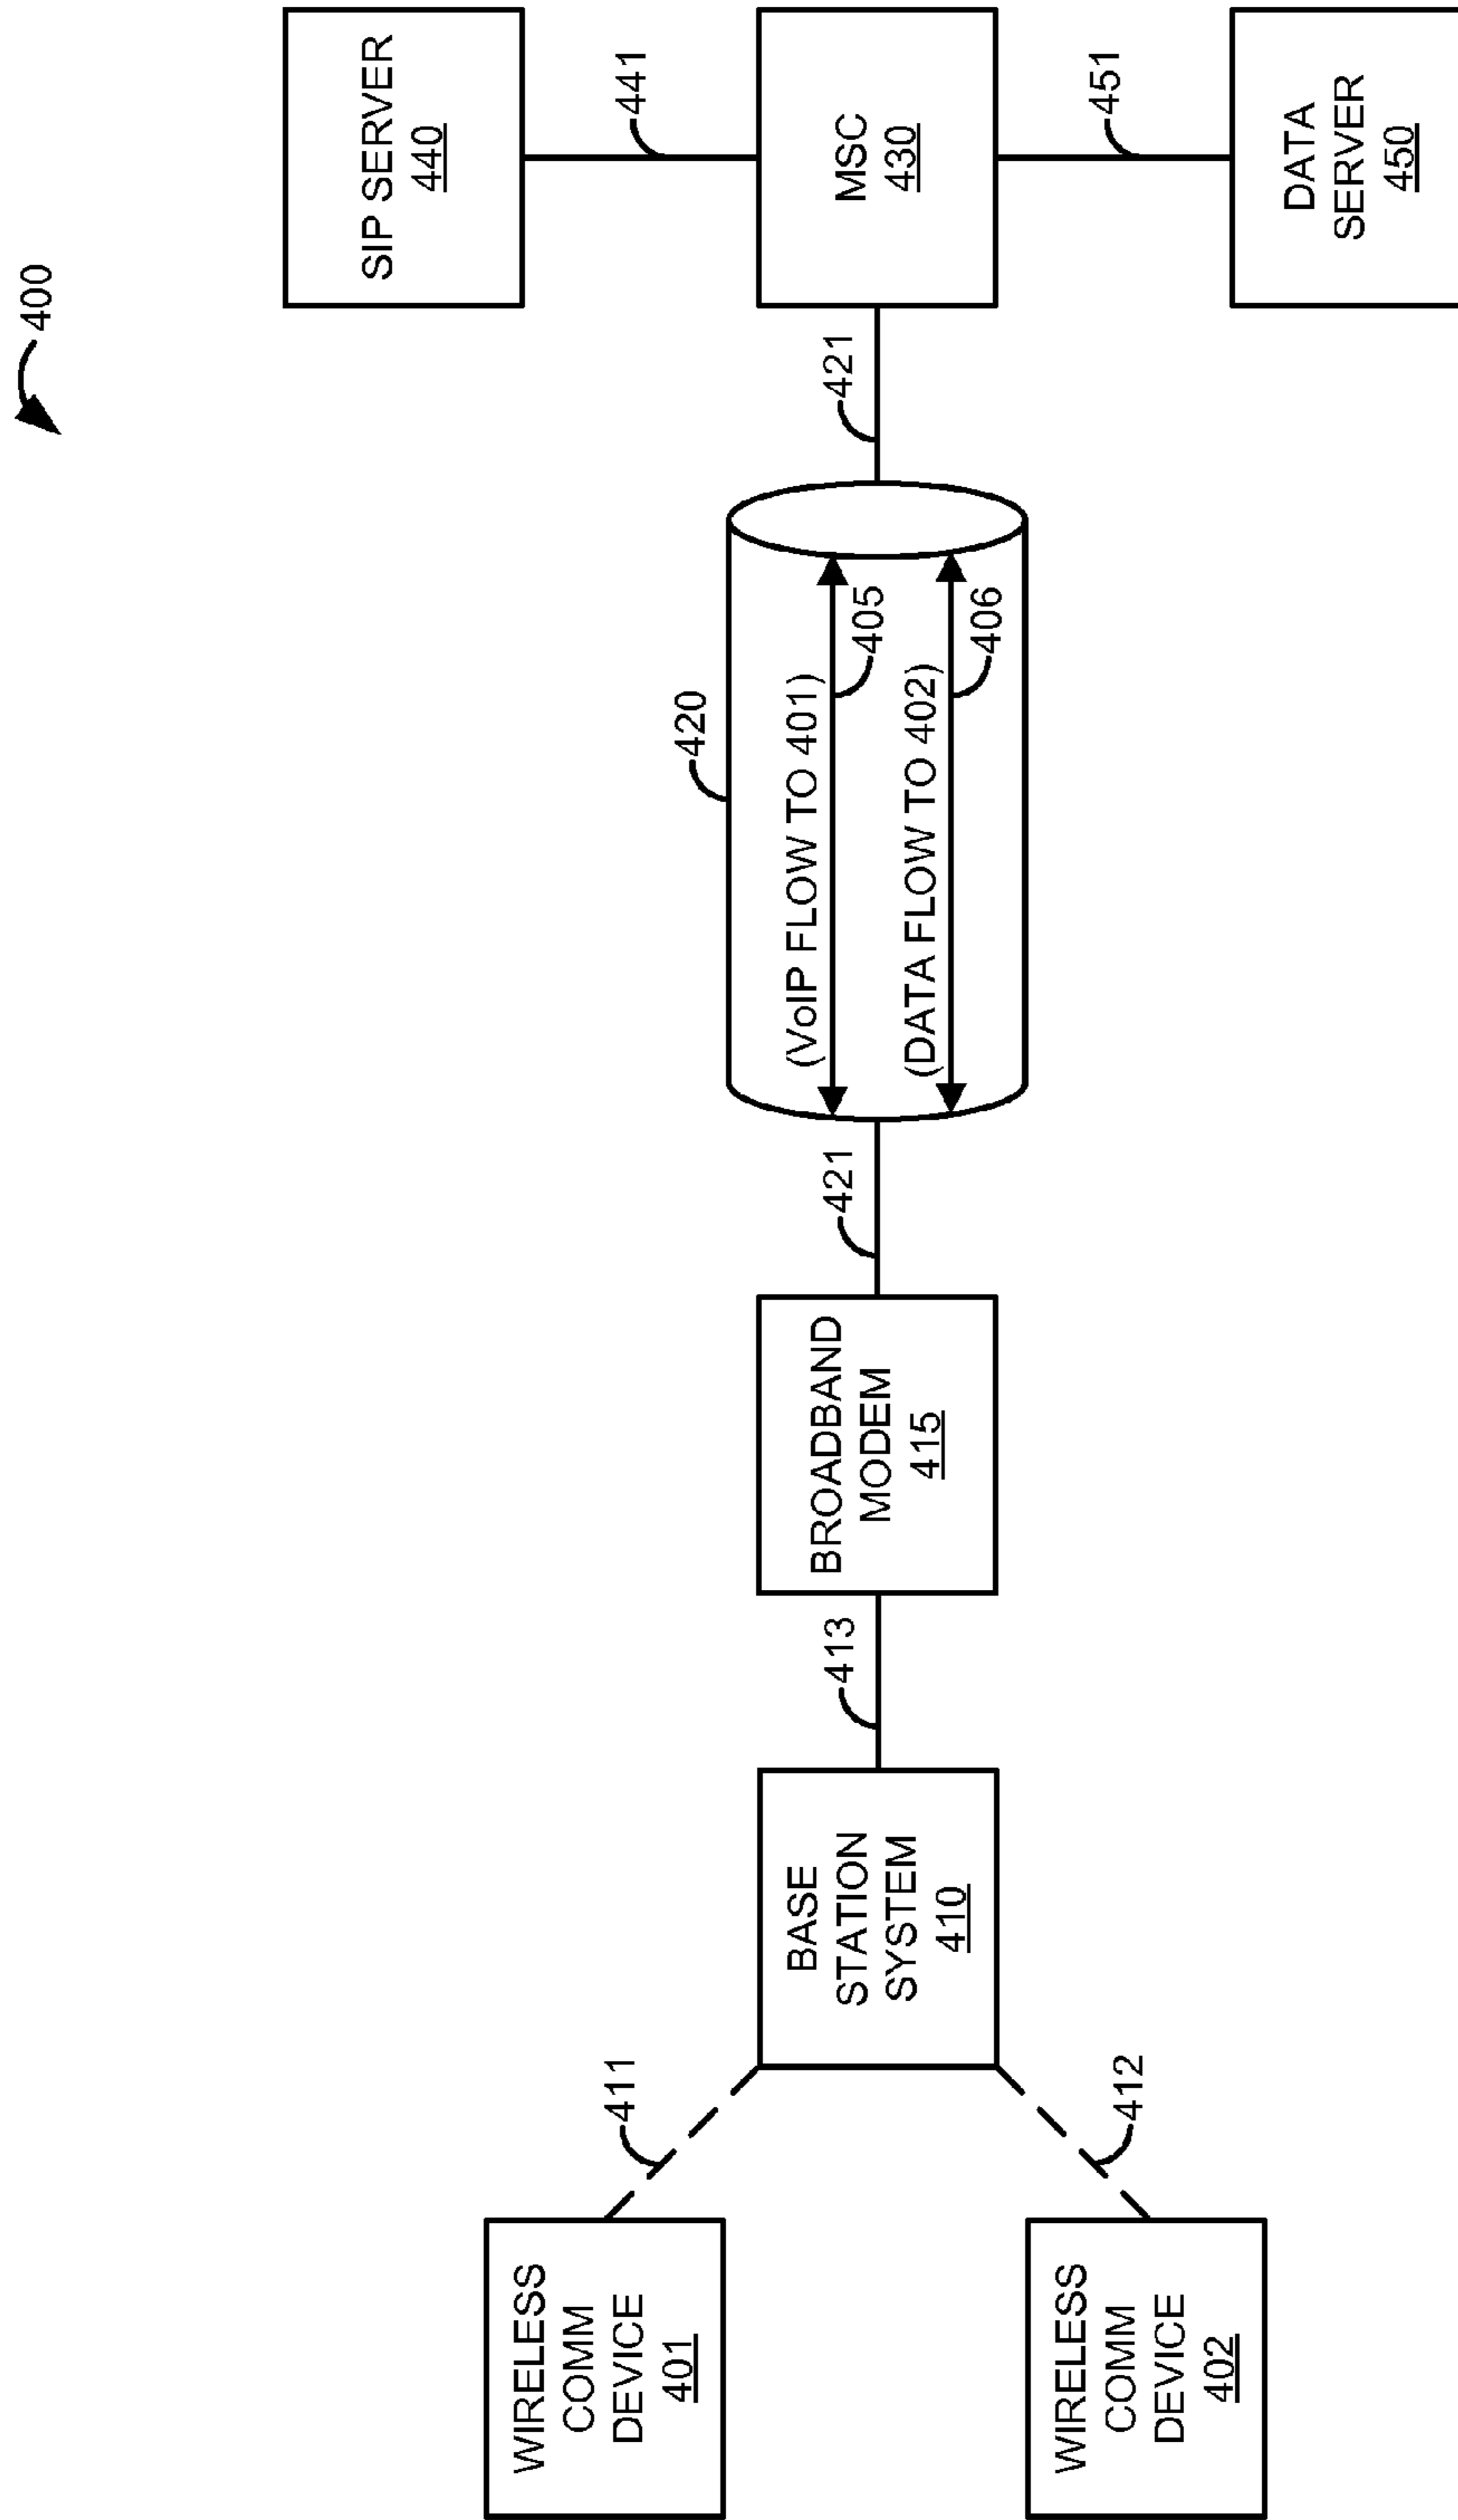 400
WIRELESS
COMM
DEVICE
401
WIRELESS
COMM
DEVICE
402
411
412
BASE
STATION
SYSTEM
410
413
BROADBAND
MODEM
415
421
420
(VoIP FLOW TO 401)
405
(DATA FLOW TO 402)
406
421
SIP SERVER
440
441
MSC
430
451
DATA
SERVER
450